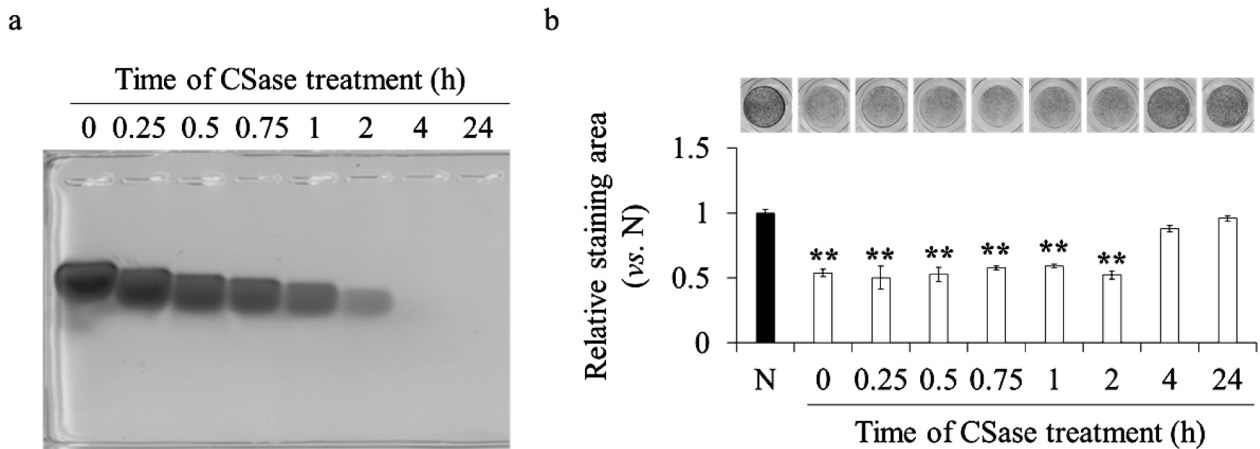 a
Time of CSase treatment (h)
0 0.25 0.5 0.75 1 2 4 24
b
Relative staining area
(vs. N)
1.5
1
0.5
0
** ** ** ** ** **
N 0 0.25 0.5 0.75 1 2 4 24
Time of CSase treatment (h)